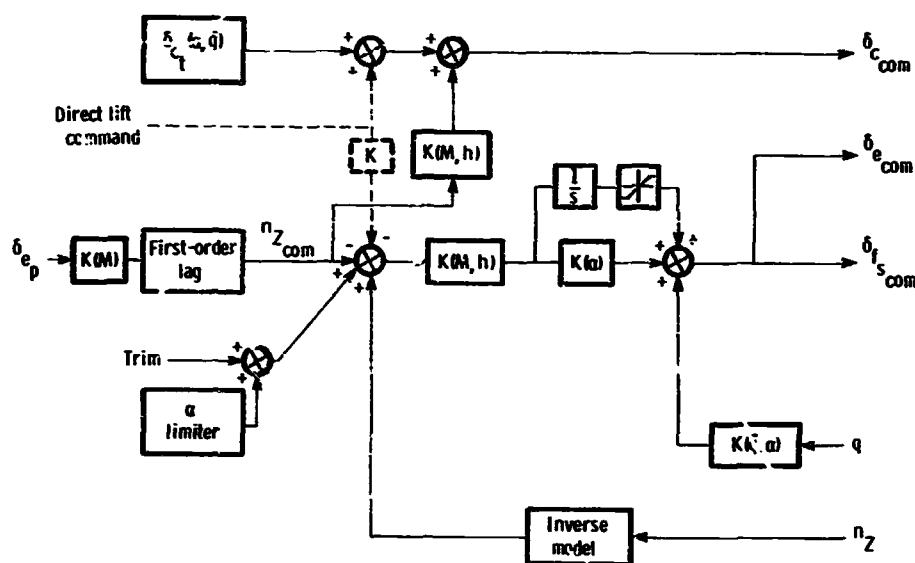 δ_c_com
Direct lift
command
K
K(M, h)
δ_e_com
1/S
n_Z_com
δ_e_p
K(M)
First-order
lag
K(M, h)
K(α)
δ_f_s_com
Trim
α
limiter
q
Inverse
model
n_Z